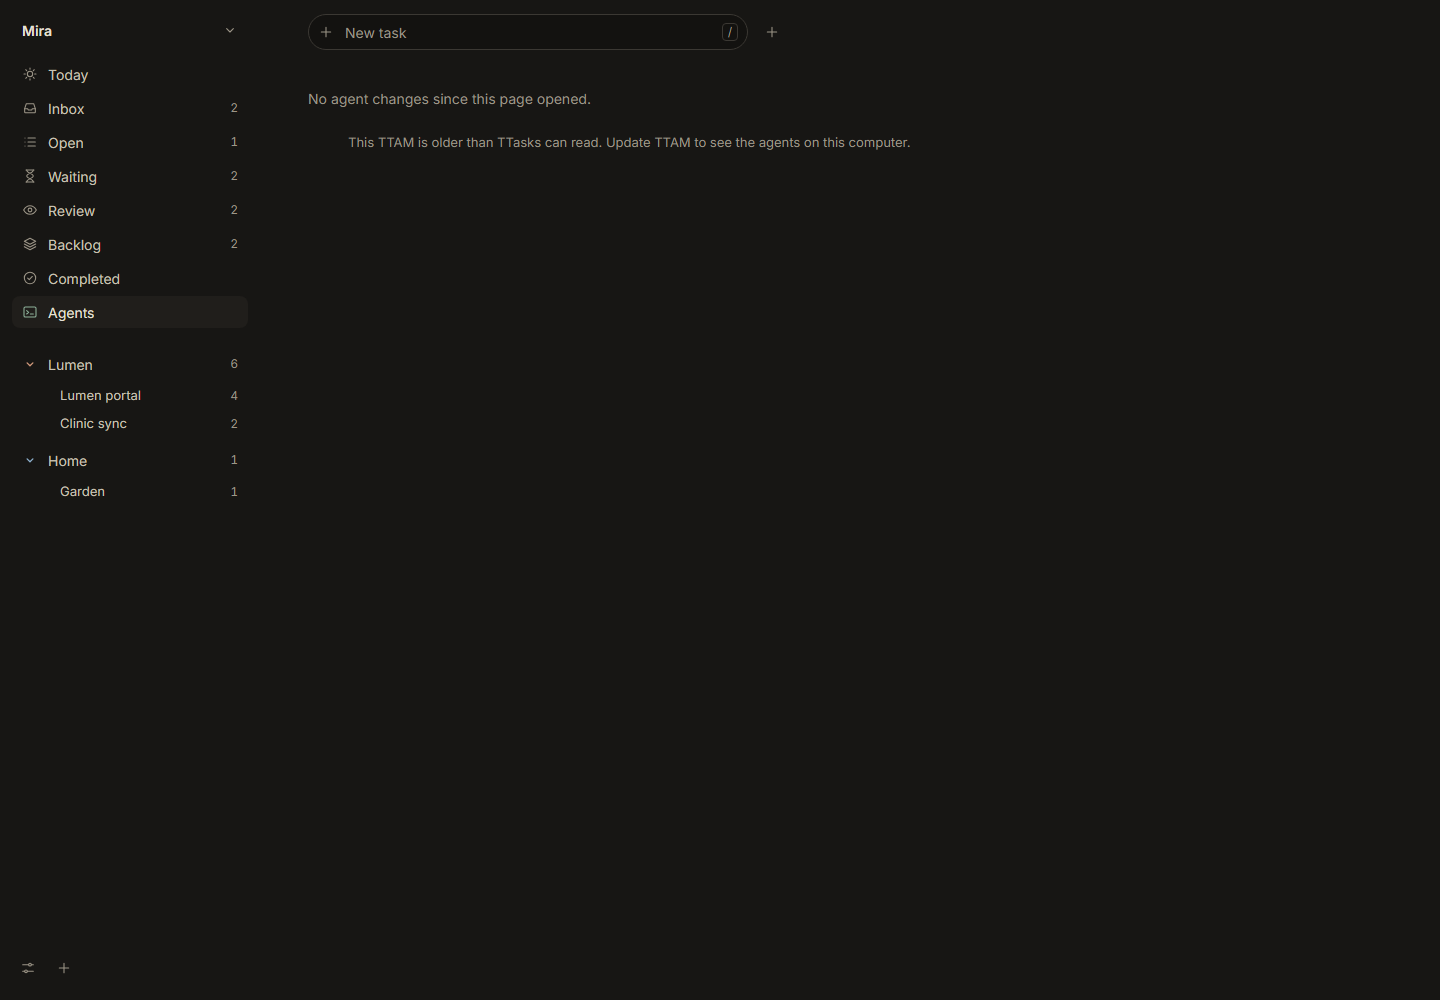 Mira
New task
/
Today
Inbox 2
Open 1
Waiting 2
Review 2
Backlog 2
Completed
Agents
Lumen 6
Lumen portal 4
Clinic sync 2
Home 1
Garden 1
No agent changes since this page opened.
This TTAM is older than TTasks can read. Update TTAM to see the agents on this computer.